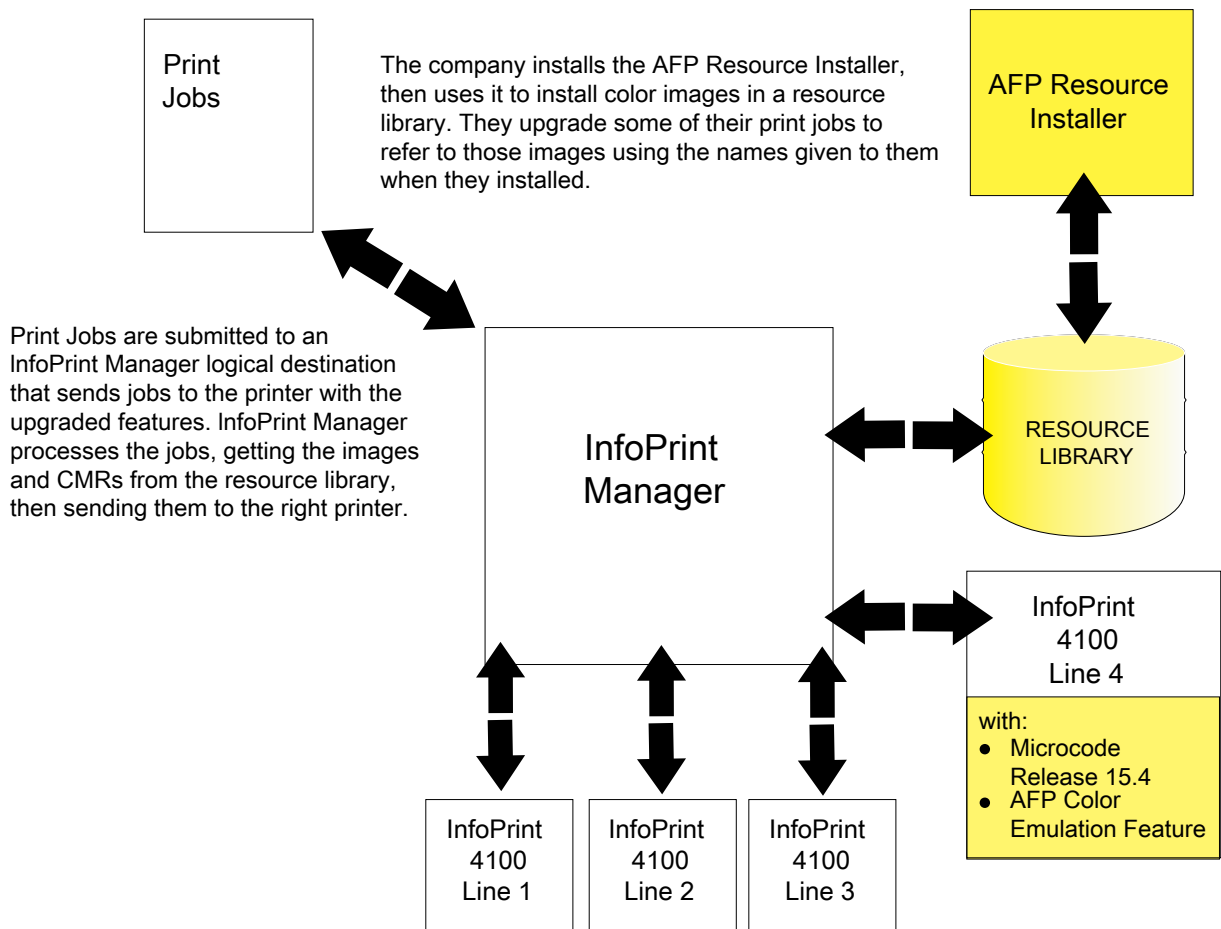 Print
Jobs
The company installs the AFP Resource Installer,
then uses it to install color images in a resource
library. They upgrade some of their print jobs to
refer to those images using the names given to them
when they installed.
AFP Resource
Installer
Print Jobs are submitted to an
InfoPrint Manager logical destination
that sends jobs to the printer with the
upgraded features. InfoPrint Manager
processes the jobs, getting the images
and CMRs from the resource library,
then sending them to the right printer.
InfoPrint
Manager
RESOURCE
LIBRARY
InfoPrint
4100
Line 4
with:
● Microcode
Release 15.4
● AFP Color
Emulation Feature
InfoPrint
4100
Line 1
InfoPrint
4100
Line 2
InfoPrint
4100
Line 3